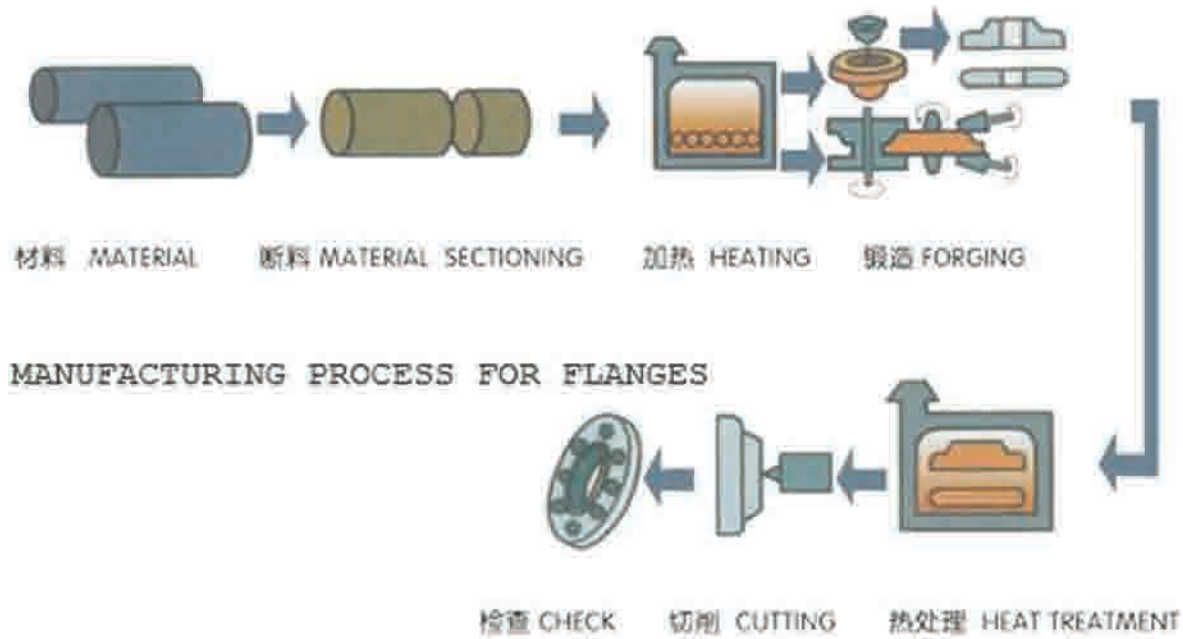 材料 MATERIAL
断料 MATERIAL SECTIONING
加热 HEATING
锻造 FORGING
MANUFACTURING PROCESS FOR FLANGES
检查 CHECK
切削 CUTTING
热处理 HEAT TREATMENT